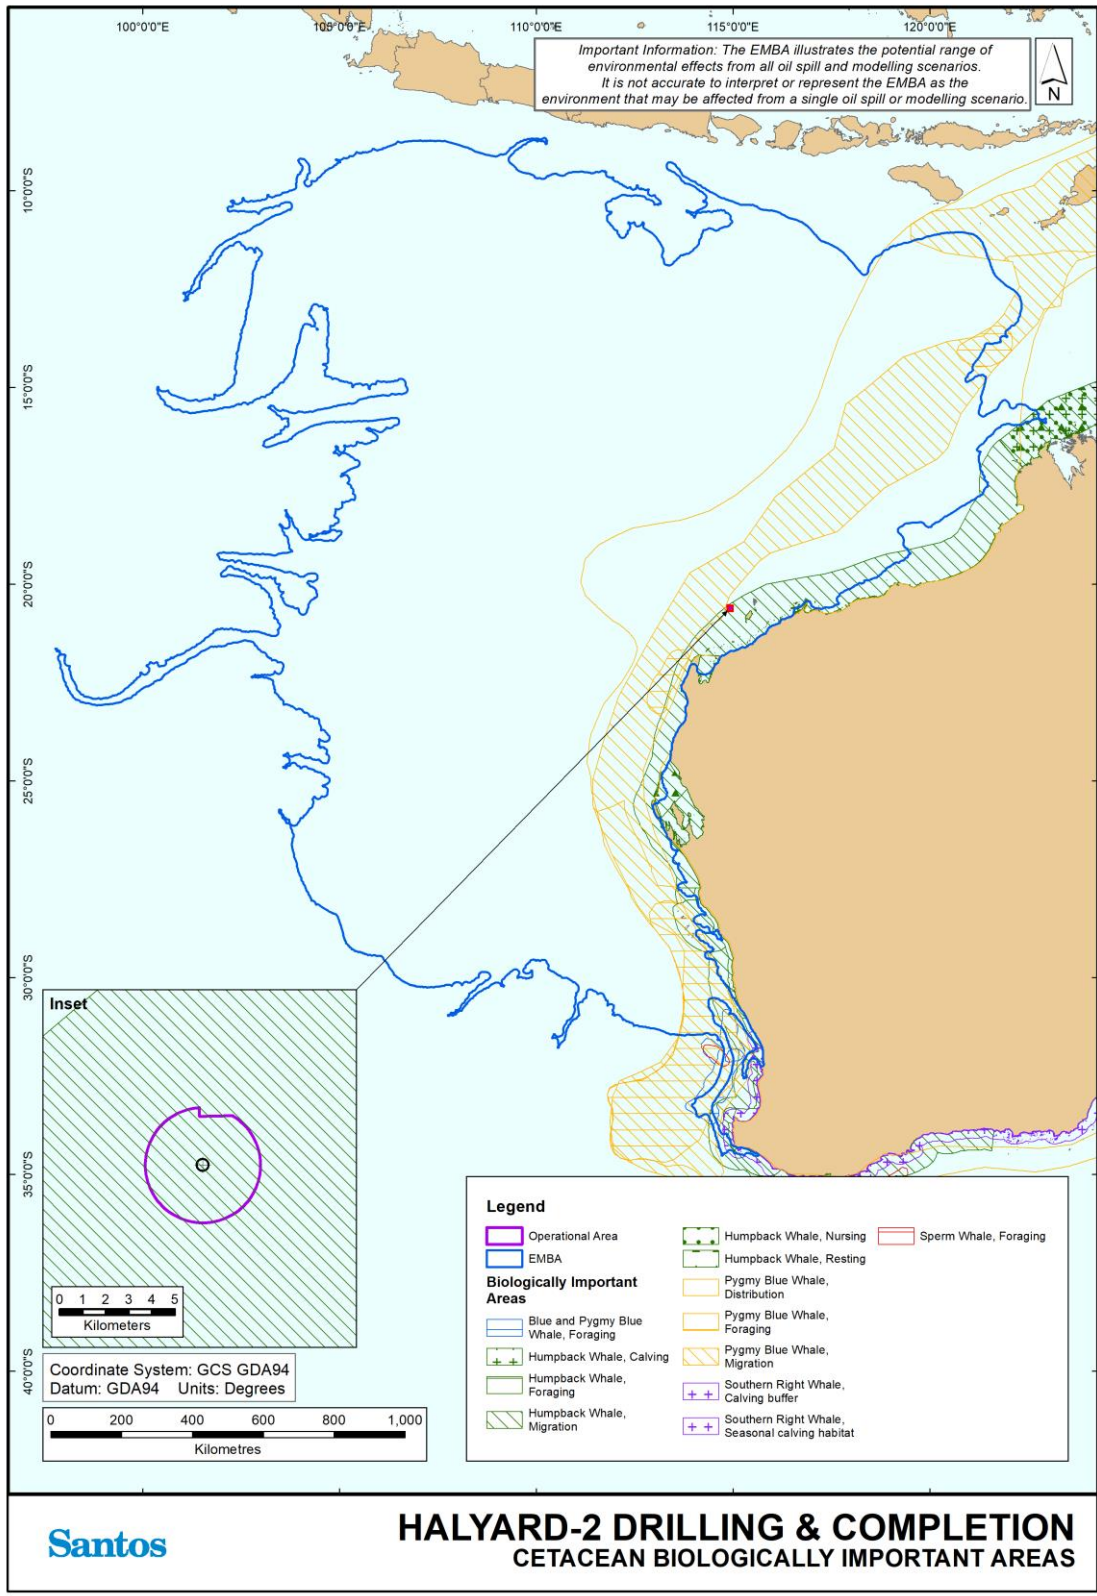 100°0'0"E 105°0'0"E 110°0'0"E 115°0'0"E 120°0'0"E
Important Information: The EMBA illustrates the potential range of
environmental effects from all oil spill and modelling scenarios.
It is not accurate to interpret or represent the EMBA as the
environment that may be affected from a single oil spill or modelling scenario.
N
10°0'0"S
15°0'0"S
20°0'0"S
25°0'0"S
30°0'0"S
35°0'0"S
40°0'0"S
Inset
0 1 2 3 4 5
Kilometers
Coordinate System: GCS GDA94
Datum: GDA94 Units: Degrees
0 200 400 600 800 1,000
Kilometres
Legend
Operational Area
EMBA
Biologically Important
Areas
Blue and Pygmy Blue
Whale, Foraging
Humpback Whale, Calving
Humpback Whale,
Foraging
Humpback Whale,
Migration
Humpback Whale, Nursing
Humpback Whale, Resting
Pygmy Blue Whale,
Distribution
Pygmy Blue Whale,
Foraging
Pygmy Blue Whale,
Migration
Southern Right Whale,
Calving buffer
Southern Right Whale,
Seasonal calving habitat
Sperm Whale, Foraging
Santos
HALYARD-2 DRILLING & COMPLETION
CETACEAN BIOLOGICALLY IMPORTANT AREAS